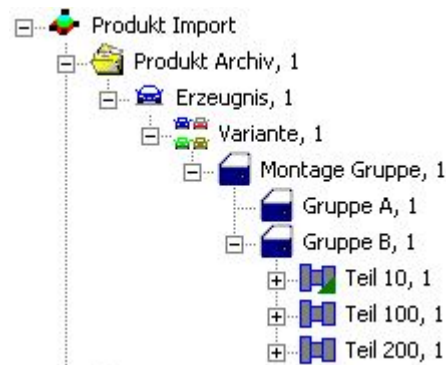 Produkt Import
Produkt Archiv, 1
Erzeugnis, 1
Variante, 1
Montage Gruppe, 1
Gruppe A, 1
Gruppe B, 1
Teil 10, 1
Teil 100, 1
Teil 200, 1